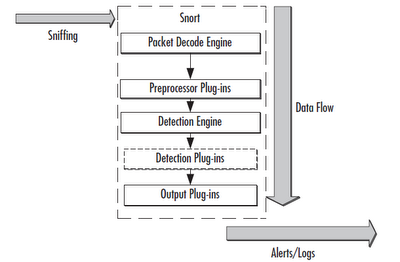 Snort
Sniffing
Packet Decode Engine
Preprocessor Plug-ins
Data Flow
Detection Engine
Detection Plug-ins
Output Plug-ins
Alerts/Logs